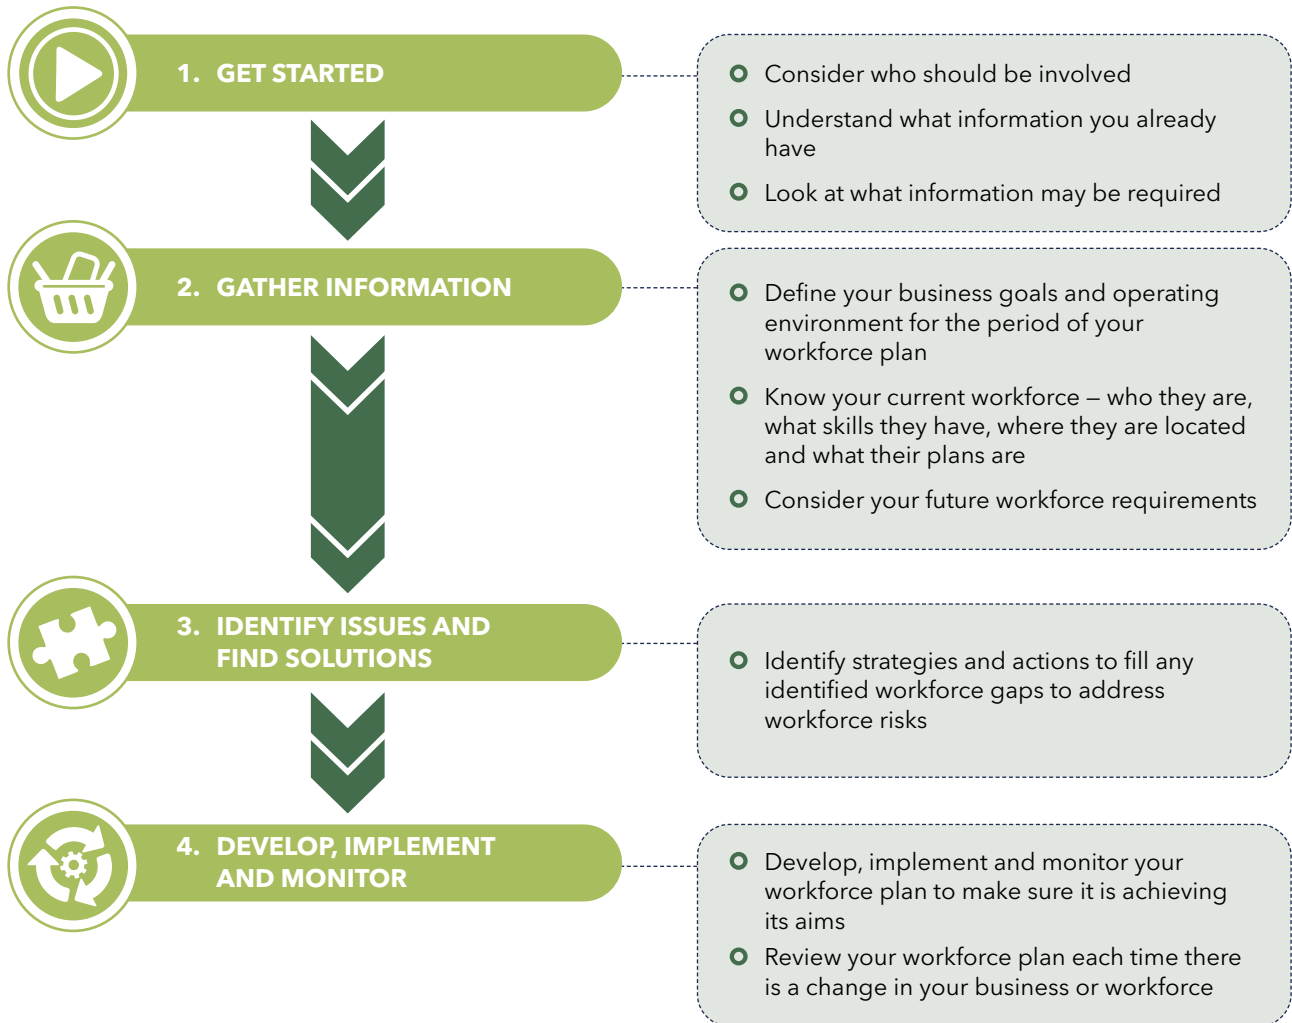 1. GET STARTED
Consider who should be involved
Understand what information you already
have
Look at what information may be required
2. GATHER INFORMATION
Define your business goals and operating
environment for the period of your
workforce plan
Know your current workforce – who they are,
what skills they have, where they are located
and what their plans are
Consider your future workforce requirements
3. IDENTIFY ISSUES AND
FIND SOLUTIONS
Identify strategies and actions to fill any
identified workforce gaps to address
workforce risks
4. DEVELOP, IMPLEMENT
AND MONITOR
Develop, implement and monitor your
workforce plan to make sure it is achieving
its aims
Review your workforce plan each time there
is a change in your business or workforce